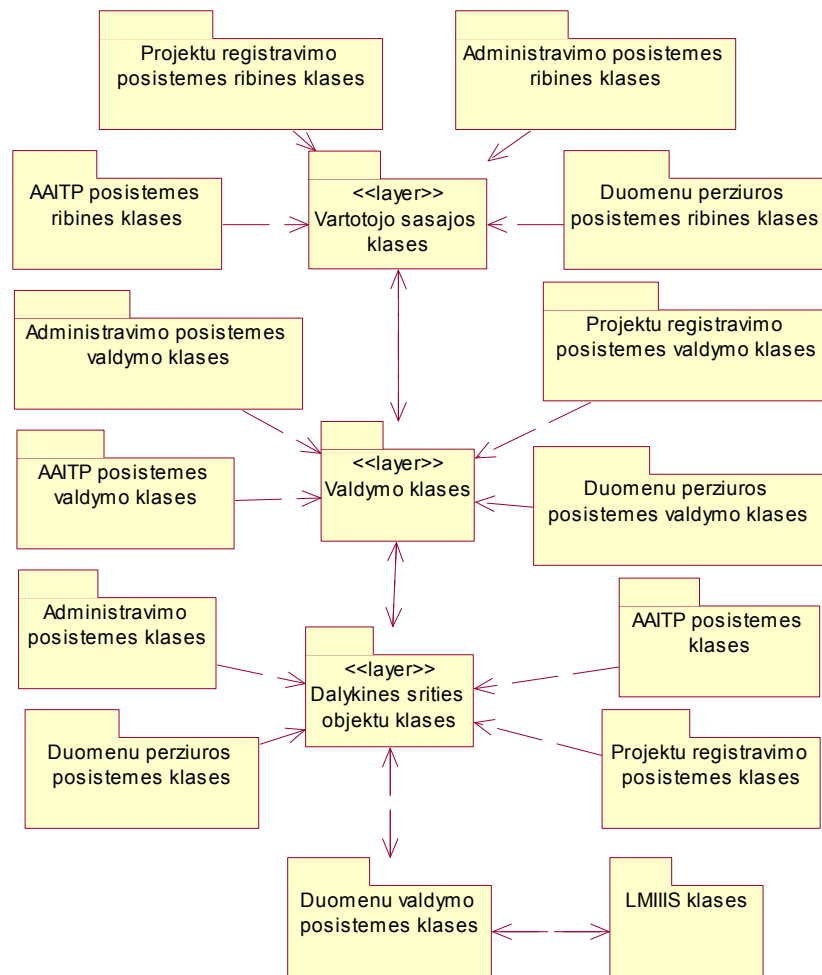 Projektu registravimo
posistemes ribines klases
Administravimo posistemes
ribines klases
AAITP posistemes
ribines klases
<<layer>>
Vartotojo sasajos
klases
Duomenu perziuros
posistemes ribines klases
Administravimo posistemes
valdymo klases
Projektu registravimo
posistemes valdymo klases
AAITP posistemes
valdymo klases
<<layer>>
Valdymo klases
Duomenu perziuros
posistemes valdymo klases
Administravimo
posistemes klases
<<layer>>
Dalykines srities
objektu klases
AAITP posistemes
klases
Duomenu perziuros
posistemes klases
Projektu registravimo
posistemes klases
Duomenu valdymo
posistemes klases
LMIIIS klases